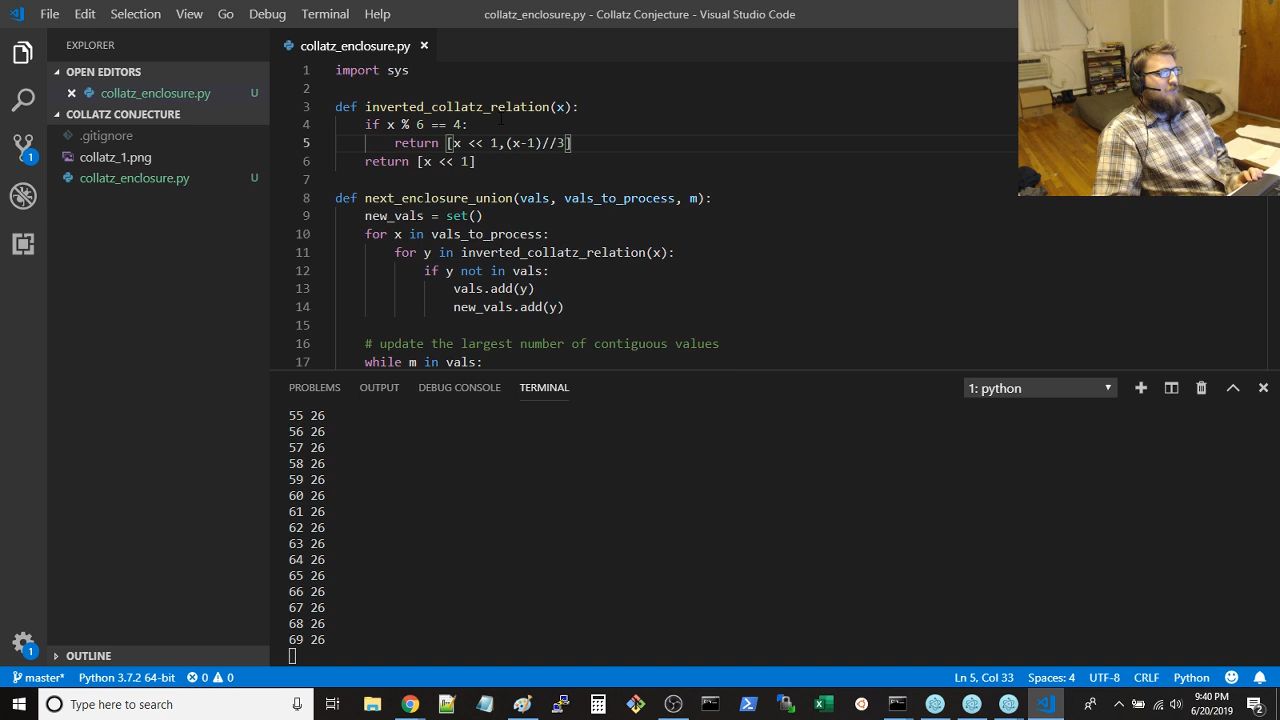 File Edit Selection View Go Debug Terminal Help
collatz_enclosure.py - Collatz Conjecture - Visual Studio Code
EXPLORER
OPEN EDITORS
collatz_enclosure.py U
COLLATZ CONJECTURE
.gitignore
collatz_1.png
collatz_enclosure.py U
OUTLINE
1
1
collatz_enclosure.py
1 import sys
2
3 def inverted_collatz_relation(x):
4 if x % 6 == 4:
5 return [x << 1,(x-1)//3]
6 return [x << 1]
7
8 def next_enclosure_union(vals, vals_to_process, m):
9 new_vals = set()
10 for x in vals_to_process:
11 for y in inverted_collatz_relation(x):
12 if y not in vals:
13 vals.add(y)
14 new_vals.add(y)
15
16 # update the largest number of contiguous values
17 while m in vals:
PROBLEMS OUTPUT DEBUG CONSOLE TERMINAL
1: python
55 26
56 26
57 26
58 26
59 26
60 26
61 26
62 26
63 26
64 26
65 26
66 26
67 26
68 26
69 26
master* Python 3.7.2 64-bit 0 0
Ln 5, Col 33 Spaces: 4 UTF-8 CRLF Python
Type here to search
9:40 PM
6/20/2019